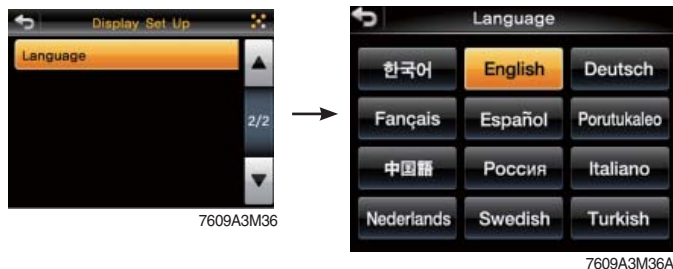 Display Set Up
Language
2/2
7609A3M36
Language
한국어 English Deutsch
Fançais Español Porutukaleo
中国語 Россия Italiano
Nederlands Swedish Turkish
7609A3M36A